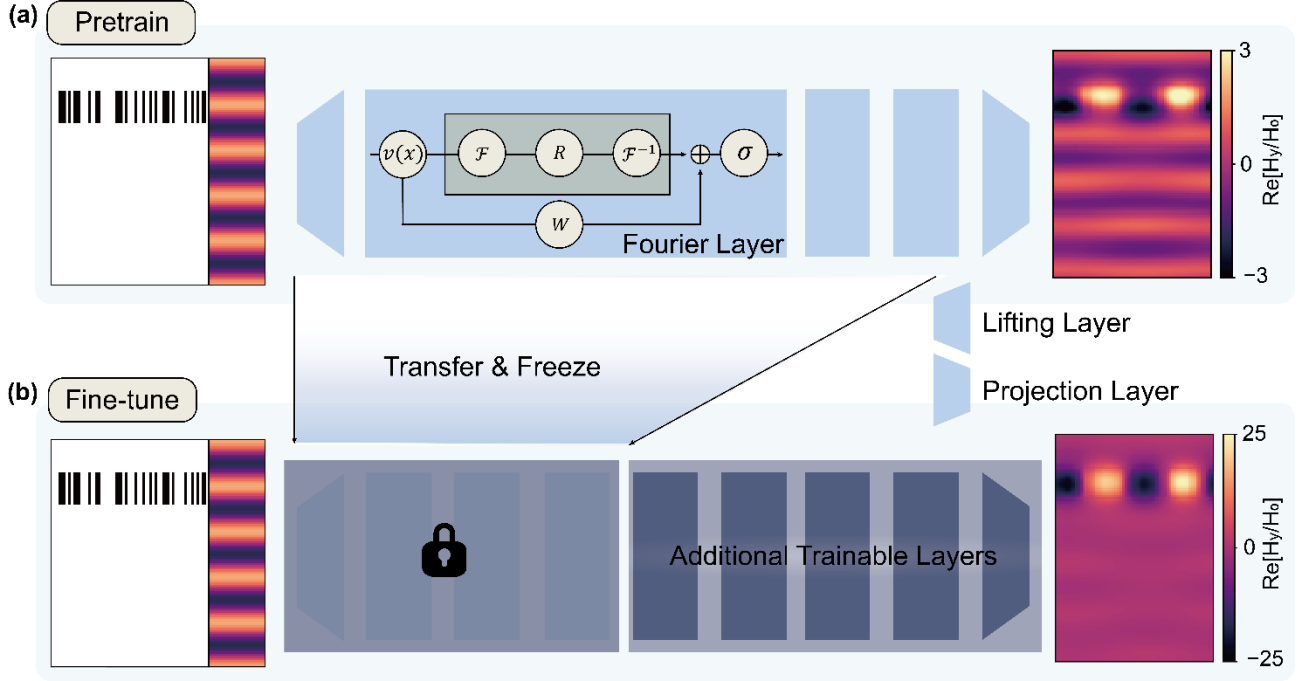 (a)
Pretrain
v(x)
ℱ
R
ℱ⁻¹
σ
W
Fourier Layer
3
0
−3
Re[Hy/H₀]
Transfer & Freeze
Lifting Layer
Projection Layer
(b)
Fine-tune
Additional Trainable Layers
25
0
−25
Re[Hy/H₀]